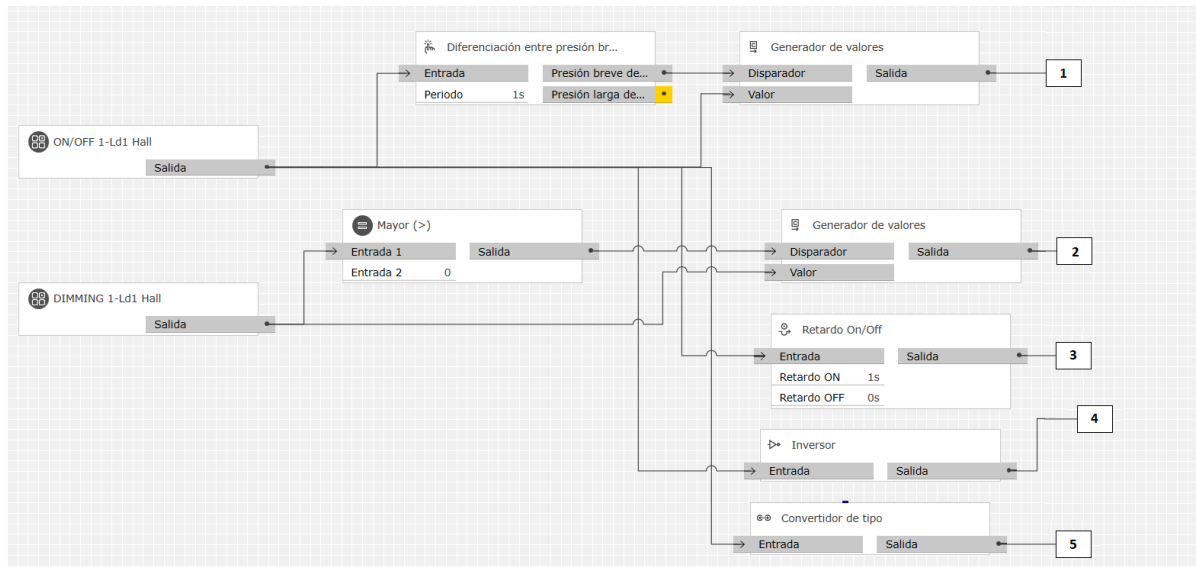 Diferenciación entre presión br...
Entrada
Presión breve de...
Periodo 1s
Presión larga de...
Generador de valores
Disparador
Salida
Valor
1
ON/OFF 1-Ld1 Hall
Salida
Mayor (>)
Entrada 1
Salida
Entrada 2 0
Generador de valores
Disparador
Salida
Valor
2
DIMMING 1-Ld1 Hall
Salida
Retardo On/Off
Entrada
Salida
Retardo ON 1s
Retardo OFF 0s
3
Inversor
Entrada
Salida
4
Convertidor de tipo
Entrada
Salida
5